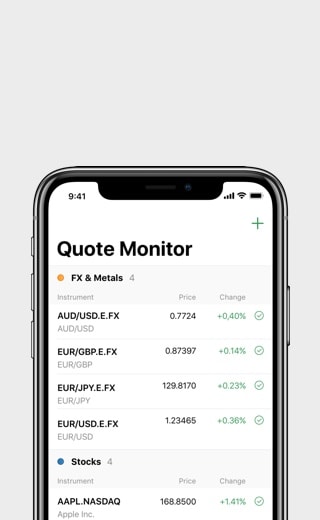 9:41
Quote Monitor
FX & Metals 4
Instrument Price Change
AUD/USD.E.FX 0.7724 +0,40%
AUD/USD
EUR/GBP.E.FX 0.87397 +0.14%
EUR/GBP
EUR/JPY.E.FX 129.8170 +0.23%
EUR/JPY
EUR/USD.E.FX 1.23465 +0.36%
EUR/USD
Stocks 4
Instrument Price Change
AAPL.NASDAQ 168.8500 +1.41%
Apple Inc.